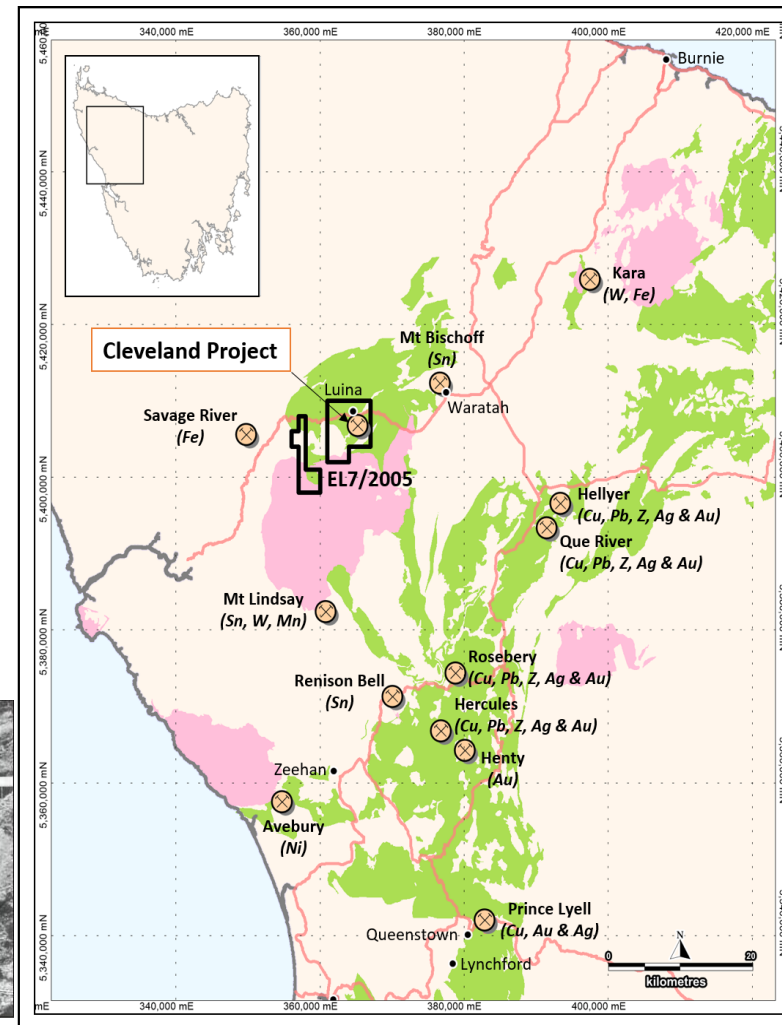 mE
340,000 mE
360,000 mE
380,000 mE
400,000 mE
420,000 mE
5,460,000 mN
Burnie
5,440,000 mN
Kara
(W, Fe)
5,420,000 mN
Mt Bischoff
(Sn)
Cleveland Project
Luina
Waratah
Savage River
(Fe)
EL7/2005
5,400,000 mN
Hellyer
(Cu, Pb, Z, Ag & Au)
Que River
(Cu, Pb, Z, Ag & Au)
Mt Lindsay
(Sn, W, Mn)
5,380,000 mN
Rosebery
(Cu, Pb, Z, Ag & Au)
Renison Bell
(Sn)
Hercules
(Cu, Pb, Z, Ag & Au)
Henty
(Au)
Zeehan
5,360,000 mN
Avebury
(Ni)
Prince Lyell
(Cu, Au & Ag)
Queenstown
Lynchford
5,340,000 mN
N
0
20
kilometres
mE
340,000 mE
360,000 mE
380,000 mE
400,000 mE